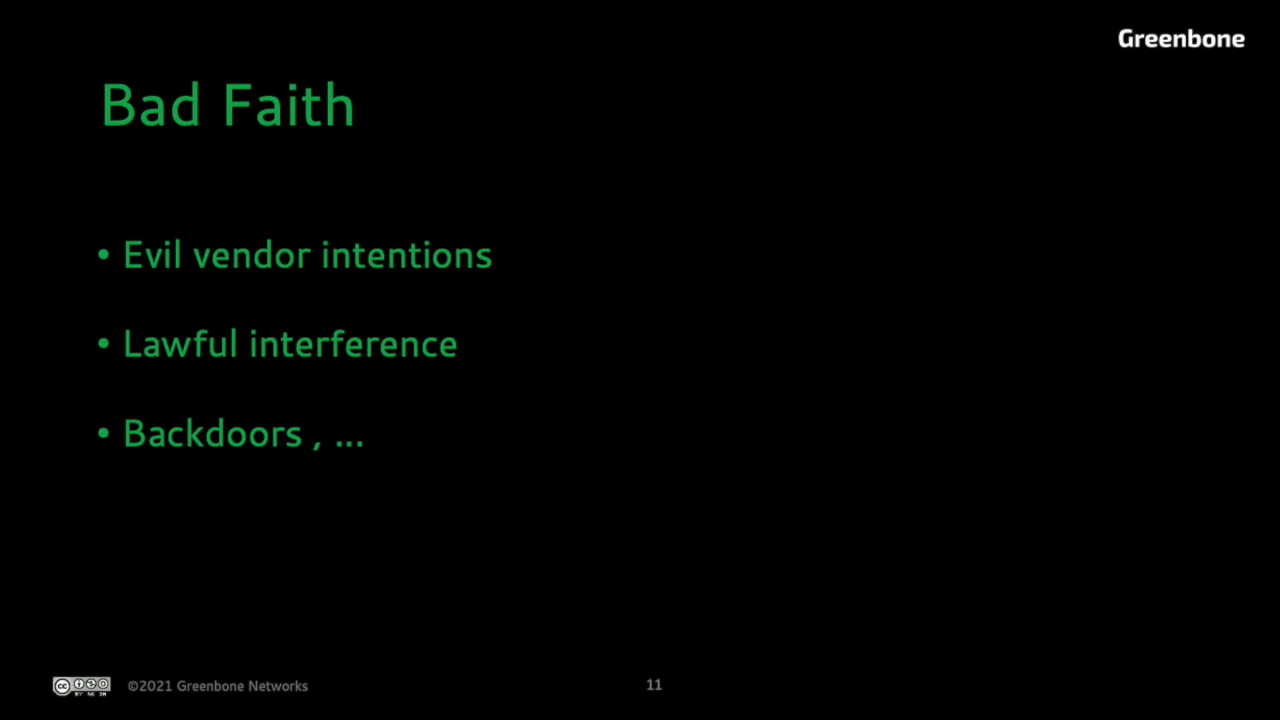 Greenbone
Bad Faith
• Evil vendor intentions
• Lawful interference
• Backdoors , ...
©2021 Greenbone Networks
11